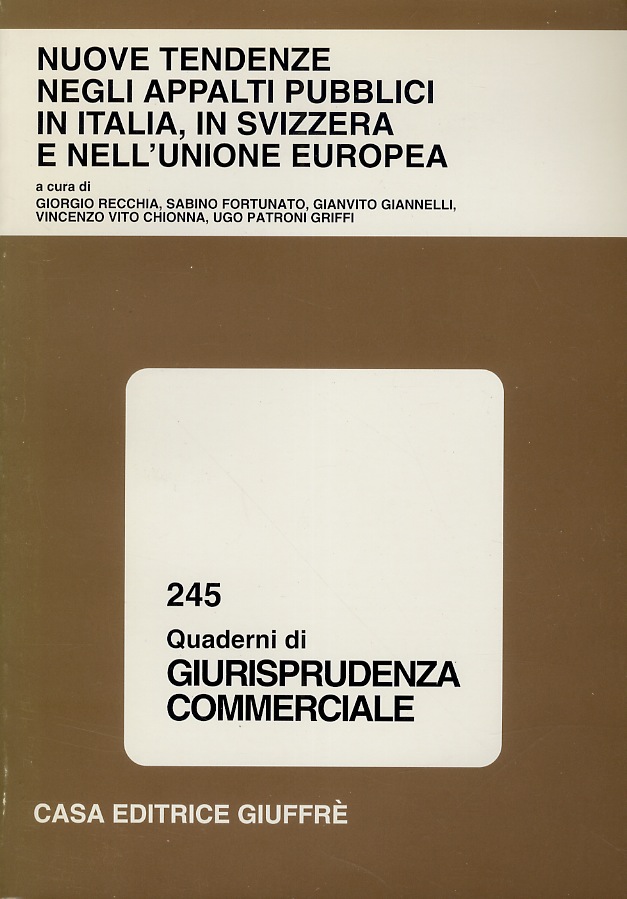 NUOVE TENDENZE
NEGLI APPALTI PUBBLICI
IN ITALIA, IN SVIZZERA
E NELL'UNIONE EUROPEA
a cura di
GIORGIO RECCHIA, SABINO FORTUNATO, GIANVITO GIANNELLI,
VINCENZO VITO CHIONNA, UGO PATRONI GRIFFI
245
Quaderni di
GIURISPRUDENZA
COMMERCIALE
CASA EDITRICE GIUFFRÈ